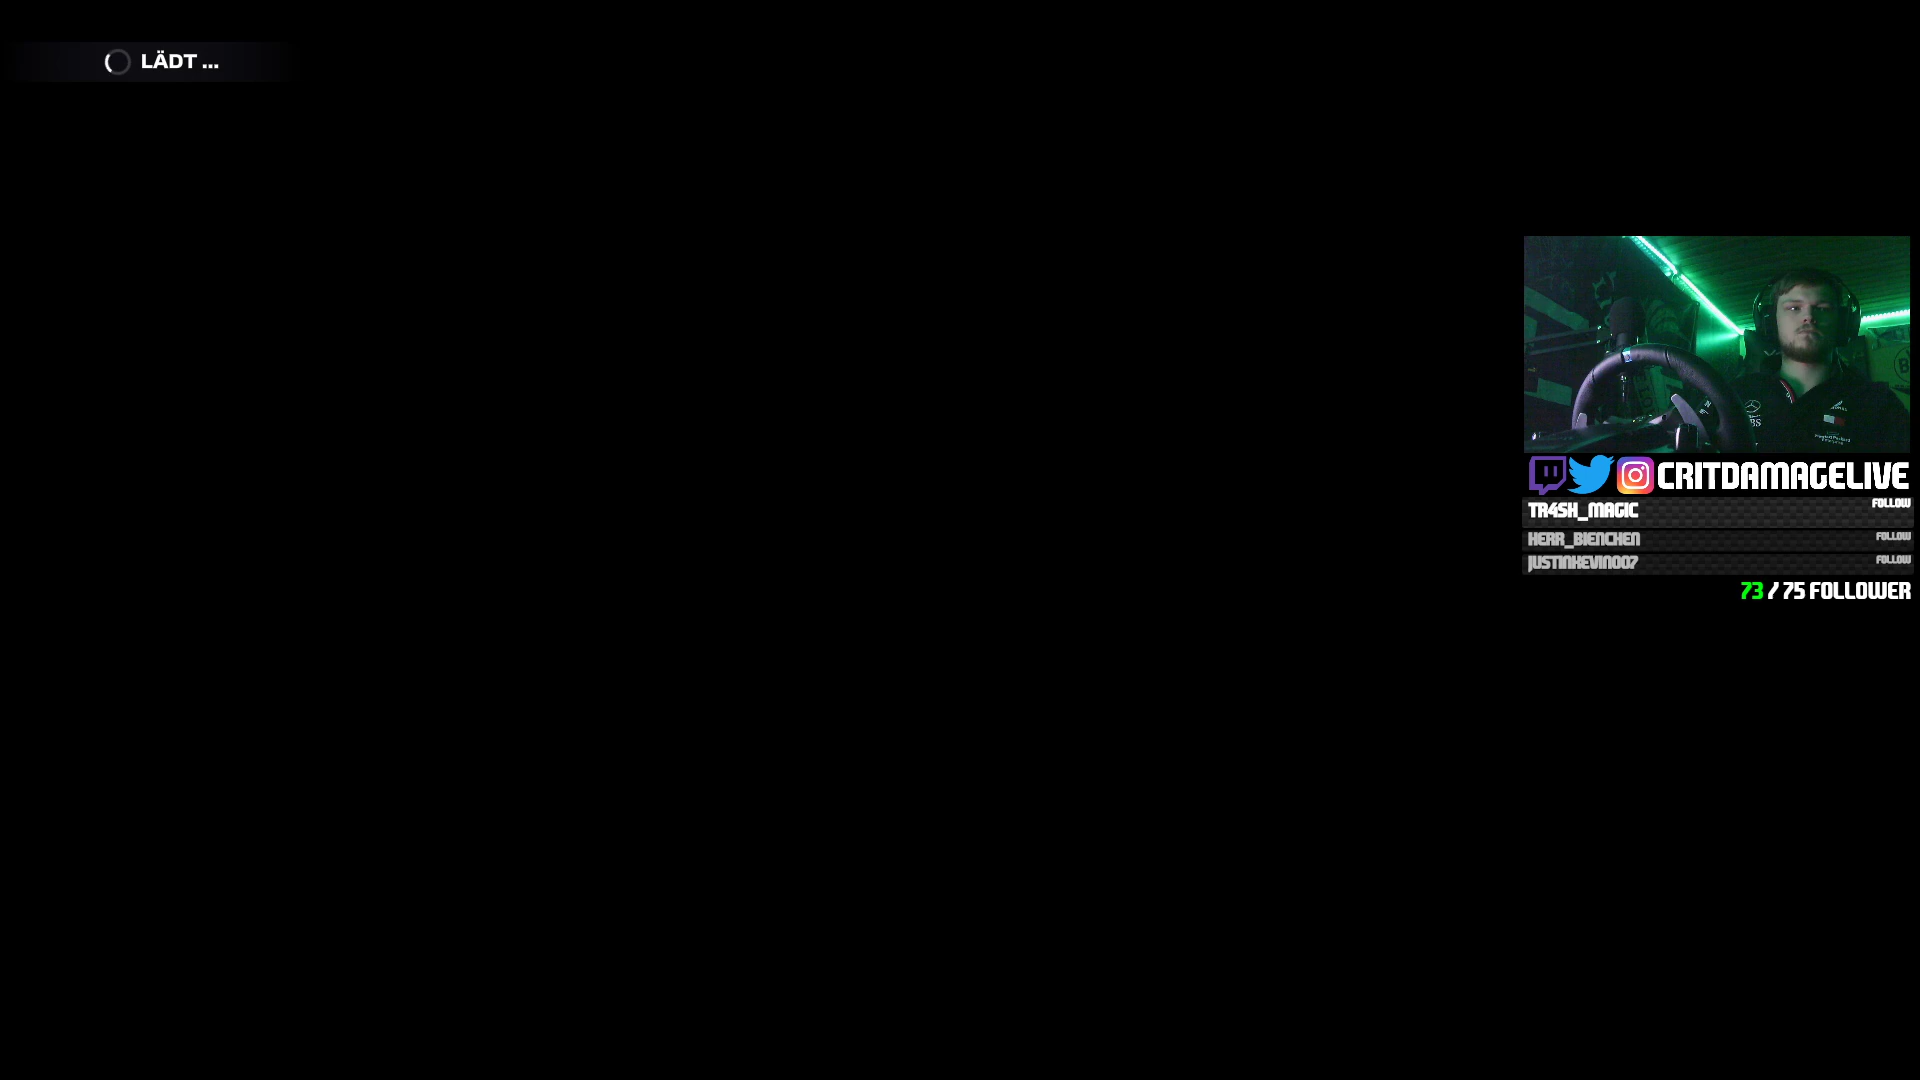 LÄDT ...
CRITDAMAGELIVE
TR4SH_MAGIC FOLLOW
HERR_BIENCHEN FOLLOW
JUSTINKEVIN007 FOLLOW
73 / 75 FOLLOWER